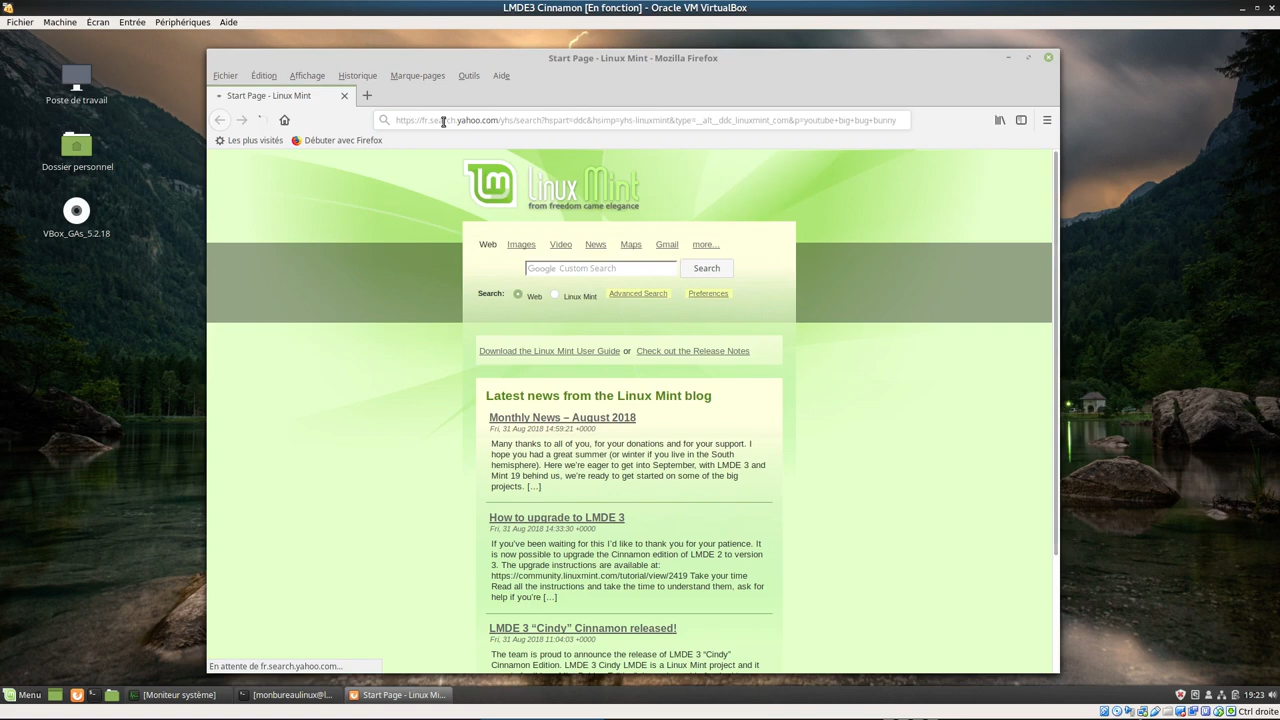 LMDE3 Cinnamon [En fonction] - Oracle VM VirtualBox
Fichier Machine Écran Entrée Périphériques Aide
Poste de travail
Dossier personnel
VBox_GAs_5.2.18
Start Page - Linux Mint - Mozilla Firefox
Fichier Édition Affichage Historique Marque-pages Outils Aide
Start Page - Linux Mint
https://fr.search.yahoo.com/yhs/search?hspart=ddc&hsimp=yhs-linuxmint&type=__alt__ddc_linuxmint_com&p=youtube+big+bug+bunny
Les plus visités Débuter avec Firefox
Linux Mint
from freedom came elegance
Web Images Video News Maps Gmail more...
Google Custom Search Search
Search: Web Linux Mint Advanced Search Preferences
Download the Linux Mint User Guide or Check out the Release Notes
Latest news from the Linux Mint blog
Monthly News – August 2018
Fri, 31 Aug 2018 14:59:21 +0000
Many thanks to all of you, for your donations and for your support. I
hope you had a great summer (or winter if you live in the South
hemisphere). Here we’re eager to get into September, with LMDE 3 and
Mint 19 behind us, we’re ready to get started on some of the big
projects. […]
How to upgrade to LMDE 3
Fri, 31 Aug 2018 14:33:30 +0000
If you’ve been waiting for this I’d like to thank you for your patience. It
is now possible to upgrade the Cinnamon edition of LMDE 2 to version
3. The upgrade instructions are available at:
https://community.linuxmint.com/tutorial/view/2419 Take your time
Read all the instructions and take the time to understand them, ask for
help if you’re […]
LMDE 3 “Cindy” Cinnamon released!
Fri, 31 Aug 2018 11:04:03 +0000
The team is proud to announce the release of LMDE 3 “Cindy”
Cinnamon Edition. LMDE 3 Cindy LMDE is a Linux Mint project and it
En attente de fr.search.yahoo.com...
Menu [Moniteur système] [monbureaulinux@l... Start Page - Linux Mi... 19:23
Ctrl droite